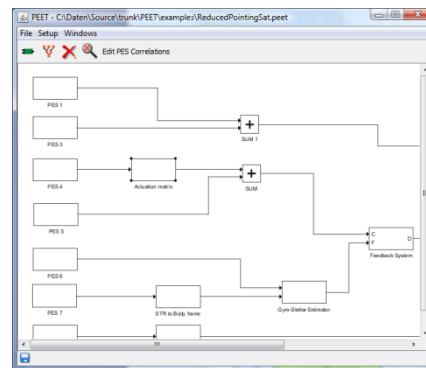 PEET - C:\Daten\Source\trunk\PEET\examples\ReducedPointingSat.peet
File Setup Windows
Edit PES Correlations
PES 1
SUM 1
PES 3
PES 4
Actuation matrix
SUM
PES 5
C
F
D
Feedback System
PES 6
Gyro-Stellar Estimator
PES 7
STR to Body frame